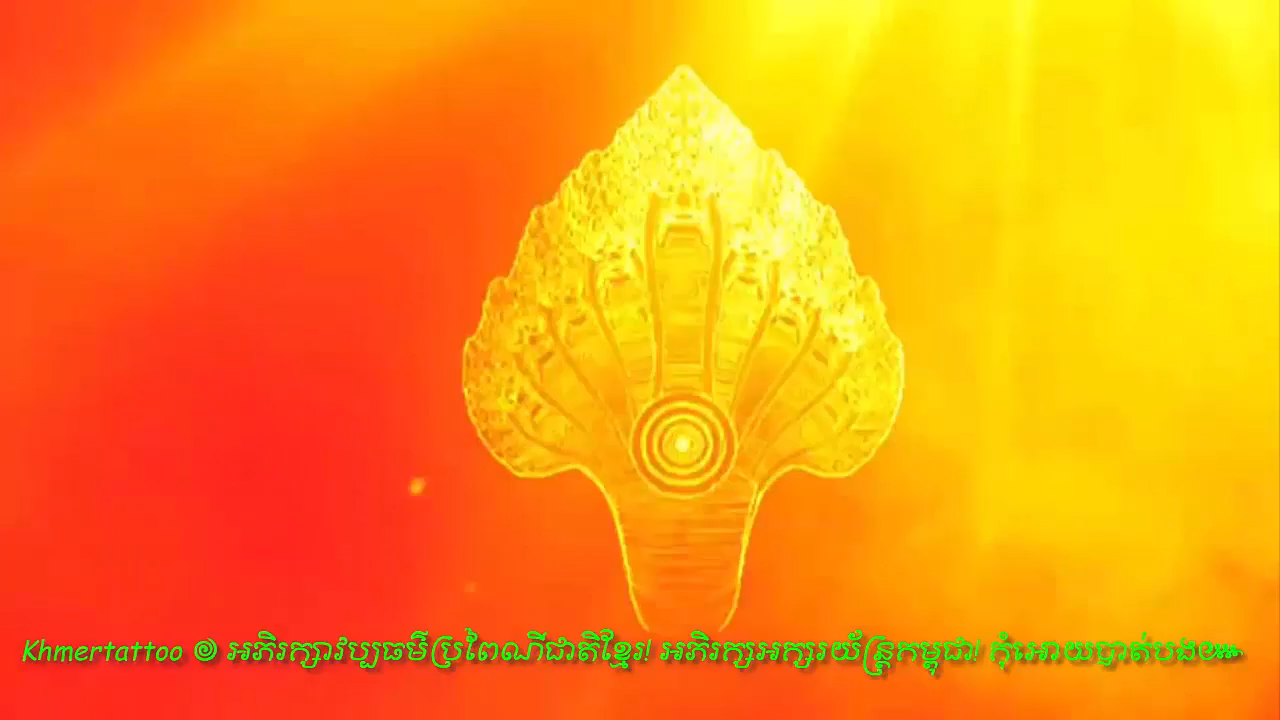 Khmertattoo ๏ អភិរក្សាវប្បធម៌ប្រពៃណីជាតិខ្មែរ! អភិរក្សអក្សរយ័ន្ត្រកម្ពុជា! កុំអោយបាត់បង់